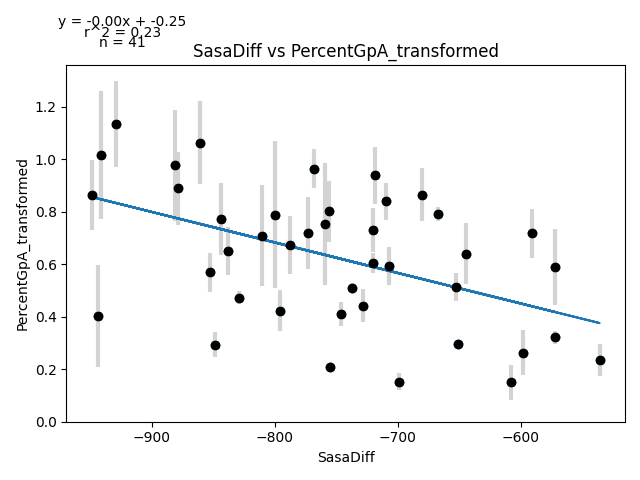 y = -0.00x + -0.25
r^2 = 0.23
n = 41
SasaDiff vs PercentGpA_transformed
PercentGpA_transformed
1.2
1.0
0.8
0.6
0.4
0.2
0.0
−900
−800
−700
−600
SasaDiff